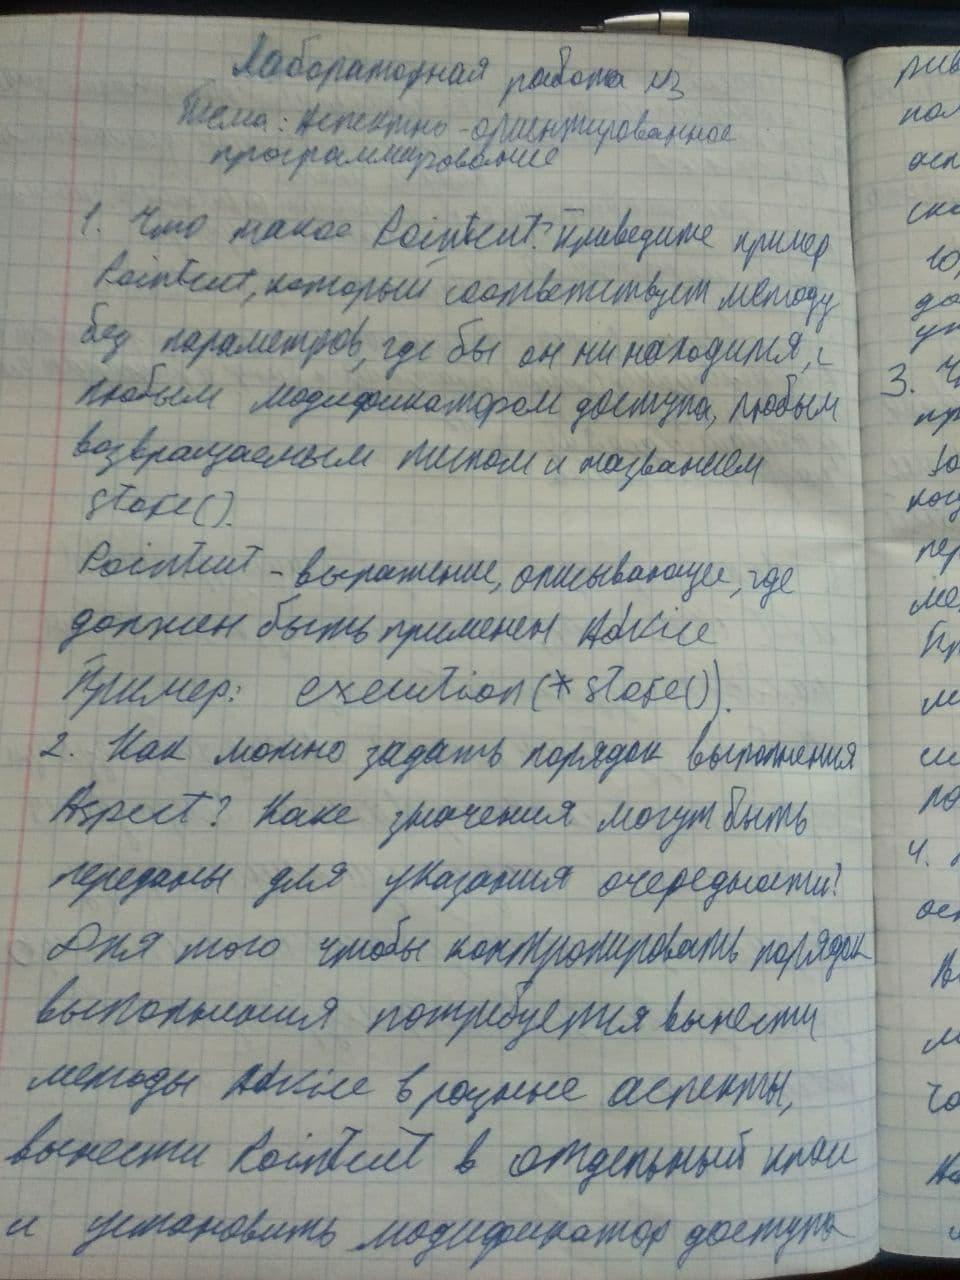 Лабораторная работа №3
Тема: Аспектно-ориентированное
программирование
1. Что такое Pointcut? Приведите пример
Pointcut, который соответствует методу
без параметров, где бы он ни находился, с
любым модификатором доступа, любым
возвращаемым типом и названием
store().
Pointcut - выражение, описывающее, где
должен быть применен Advice
Пример: execution(* store()).
2. Как можно задать порядок выполнения
Aspect? Каке значения могут быть
переданы для указания очередности?
Для того чтобы контролировать порядок
выполнения потребуется вынести
методы Advice в разные аспекты,
вынести Pointcut в отдельный
и установить модификатор доступа
3.
4.